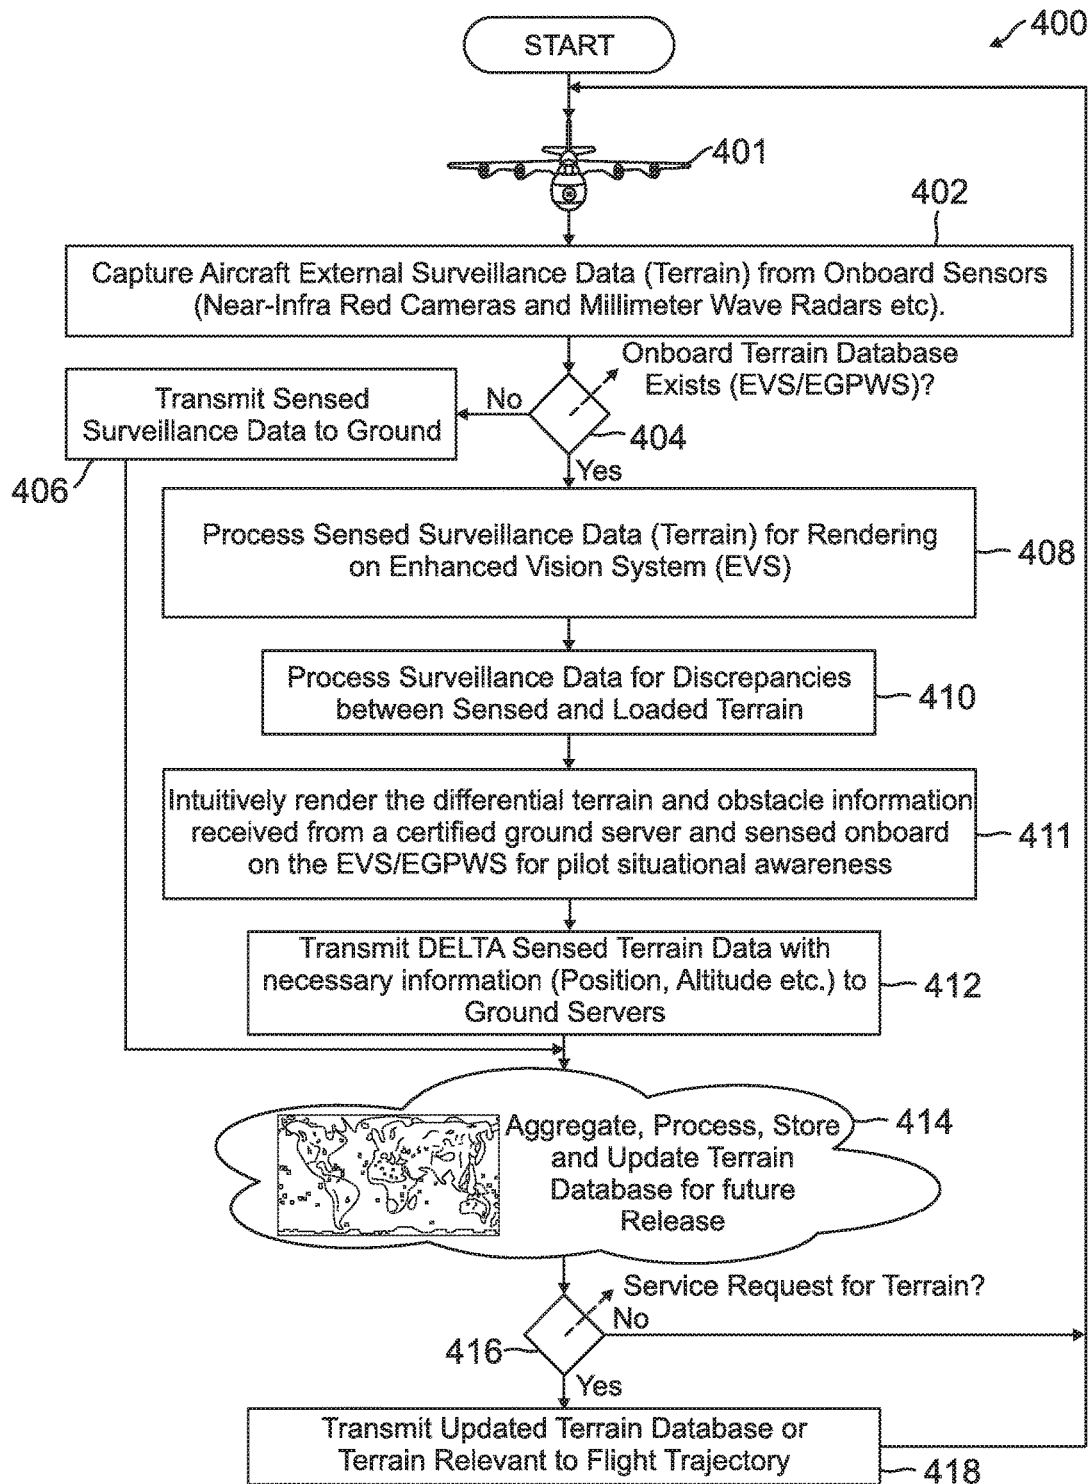 400
START
401
402
Capture Aircraft External Surveillance Data (Terrain) from Onboard Sensors
(Near-Infra Red Cameras and Millimeter Wave Radars etc).
Onboard Terrain Database
Exists (EVS/EGPWS)?
Transmit Sensed
Surveillance Data to Ground
No
404
406
Yes
Process Sensed Surveillance Data (Terrain) for Rendering
on Enhanced Vision System (EVS)
408
Process Surveillance Data for Discrepancies
between Sensed and Loaded Terrain
410
Intuitively render the differential terrain and obstacle information
received from a certified ground server and sensed onboard
on the EVS/EGPWS for pilot situational awareness
411
Transmit DELTA Sensed Terrain Data with
necessary information (Position, Altitude etc.) to
Ground Servers
412
Aggregate, Process, Store
and Update Terrain
Database for future
Release
414
Service Request for Terrain?
No
416
Yes
Transmit Updated Terrain Database or
Terrain Relevant to Flight Trajectory
418